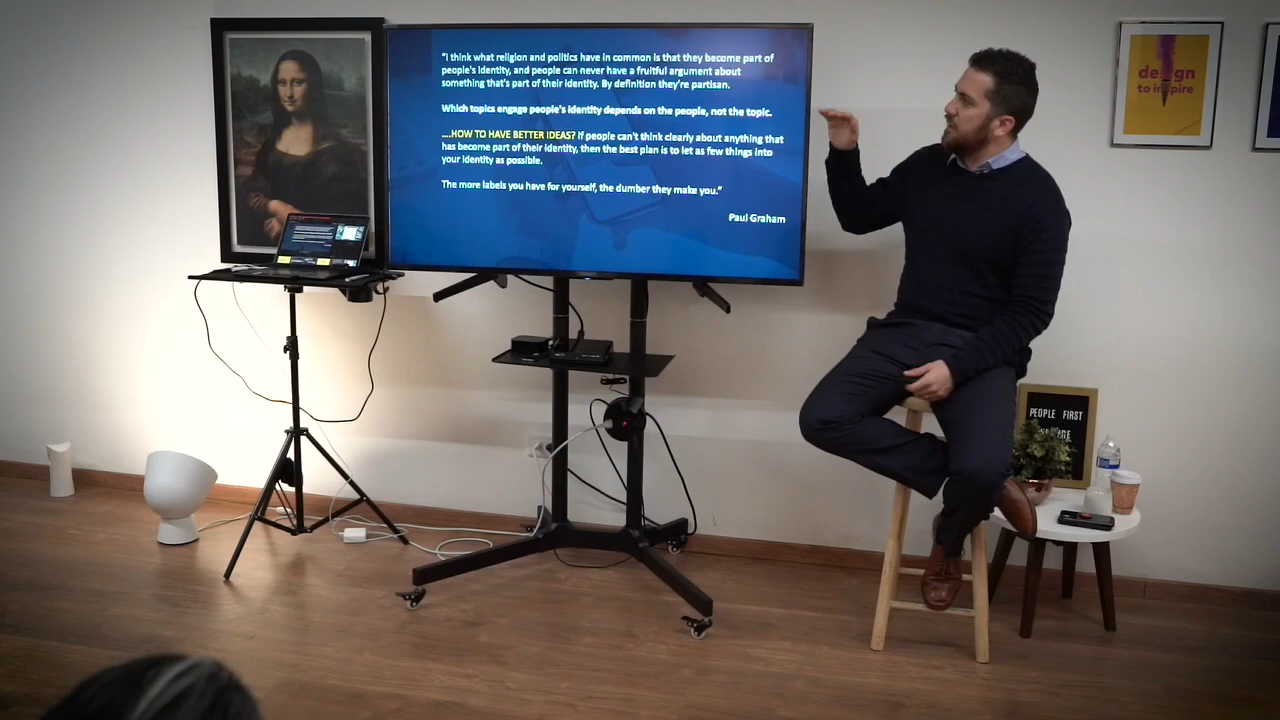 "I think what religion and politics have in common is that they become part of
people's identity, and people can never have a fruitful argument about
something that's part of their identity. By definition they're partisan.
Which topics engage people's identity depends on the people, not the topic.
....HOW TO HAVE BETTER IDEAS? If people can't think clearly about anything that
has become part of their identity, then the best plan is to let as few things into
your identity as possible.
The more labels you have for yourself, the dumber they make you."
Paul Graham
design
to inspire
PEOPLE FIRST